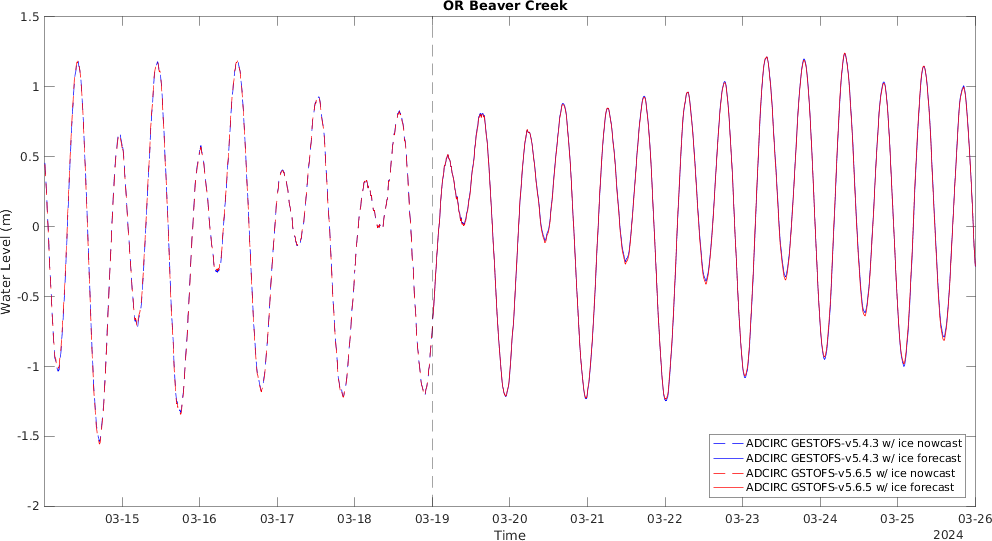 OR Beaver Creek
1.5
1
0.5
0
-0.5
-1
-1.5
-2
Water Level (m)
ADCIRC GESTOFS-v5.4.3 w/ ice nowcast
ADCIRC GESTOFS-v5.4.3 w/ ice forecast
ADCIRC GSTOFS-v5.6.5 w/ ice nowcast
ADCIRC GSTOFS-v5.6.5 w/ ice forecast
03-15 03-16 03-17 03-18 03-19 03-20 03-21 03-22 03-23 03-24 03-25 03-26
Time
2024